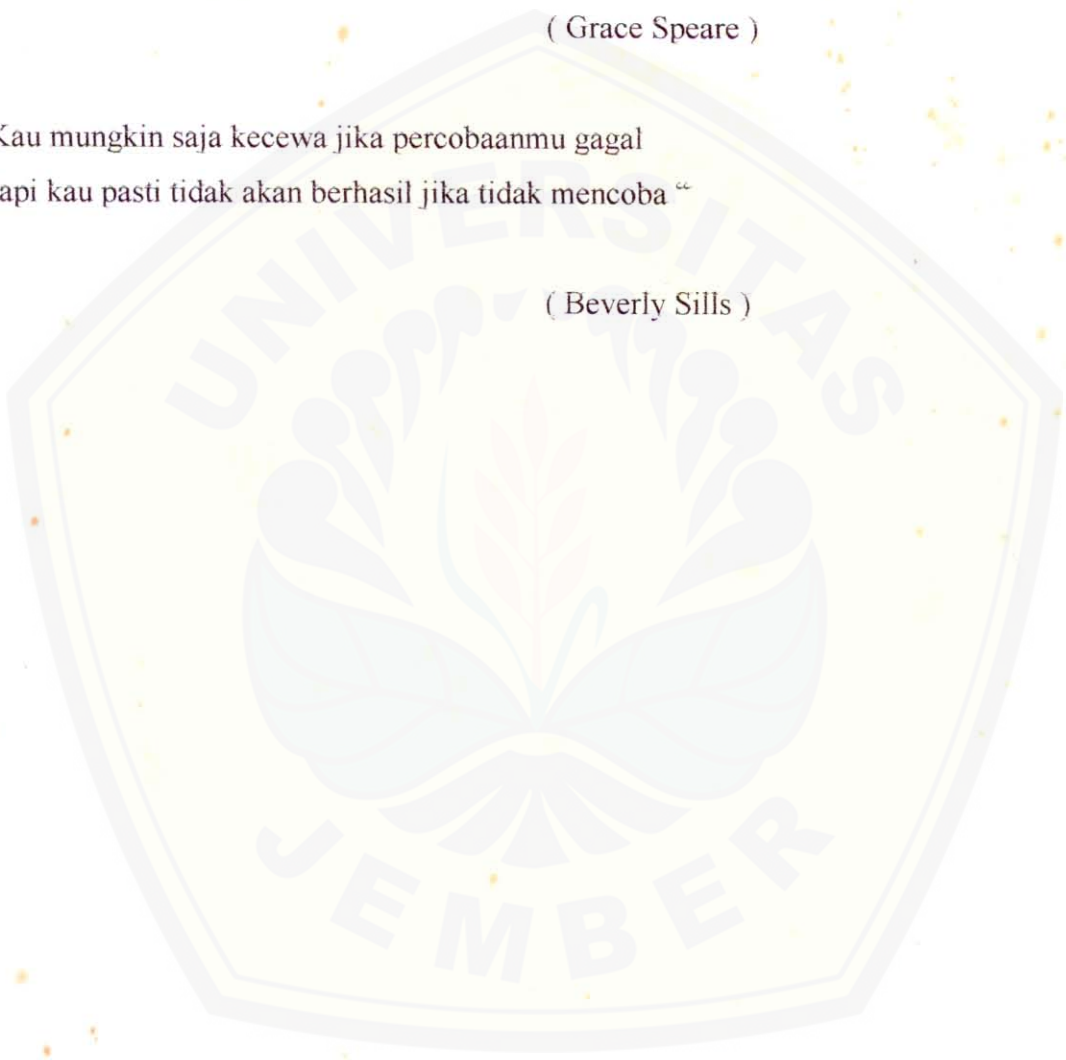 ( Grace Speare )
Kau mungkin saja kecewa jika percobaanmu gagal
api kau pasti tidak akan berhasil jika tidak mencoba “
( Beverly Sills )
UNIVERSITAS
JEMBER